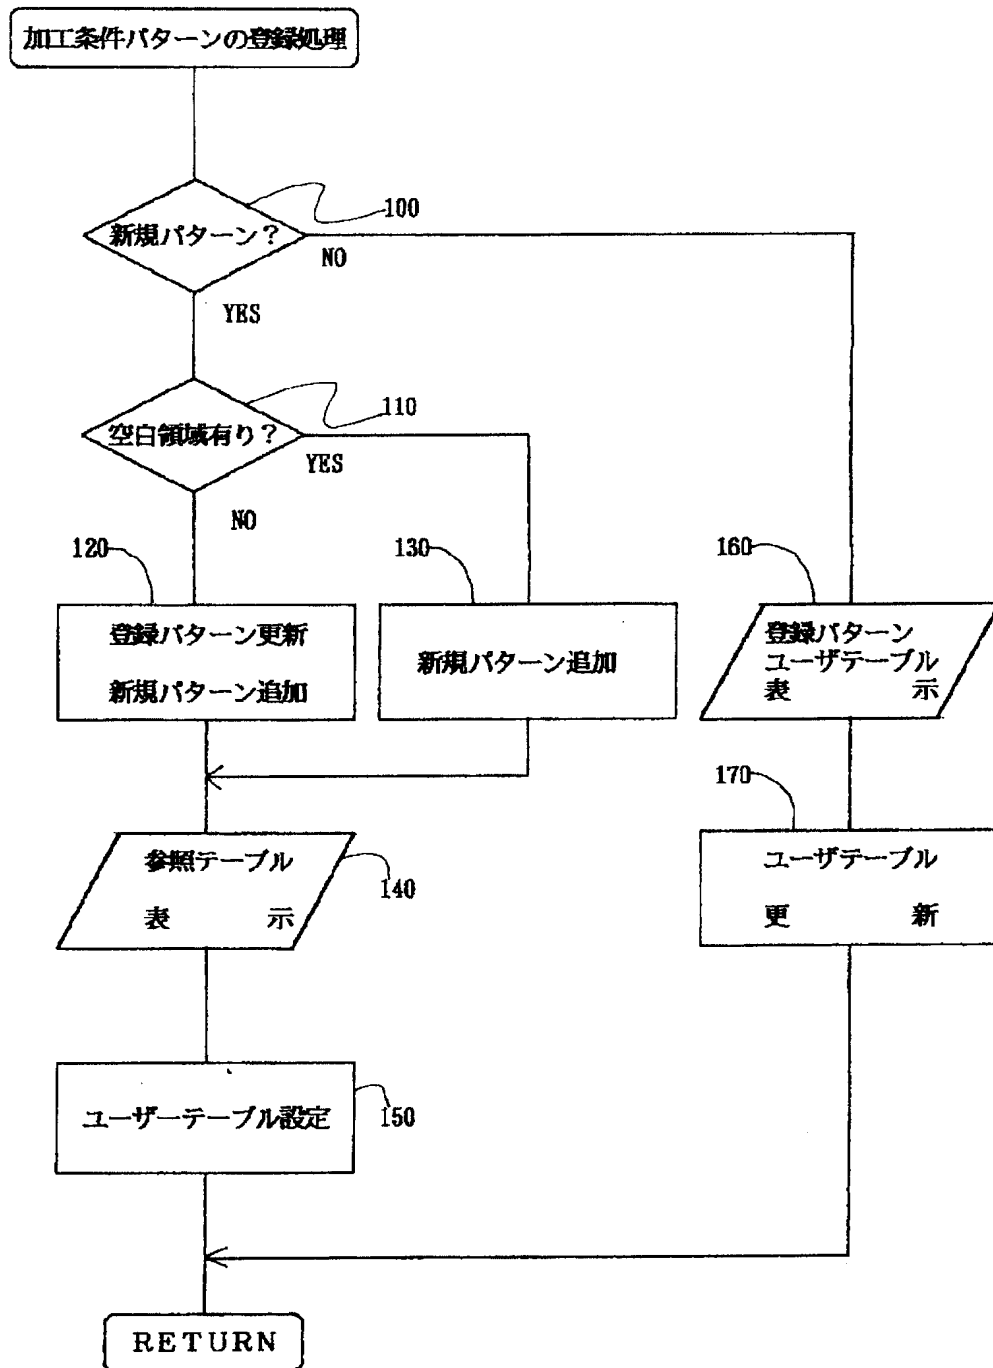 加工条件パターンの登録処理
100
新規パターン?
NO
YES
110
空白領域有り?
YES
NO
120
登録パターン更新
新規パターン追加
130
新規パターン追加
160
登録パターン
ユーザテーブル
表 示
170
ユーザテーブル
更 新
参照テーブル
表 示
140
ユーザーテーブル設定
150
RETURN